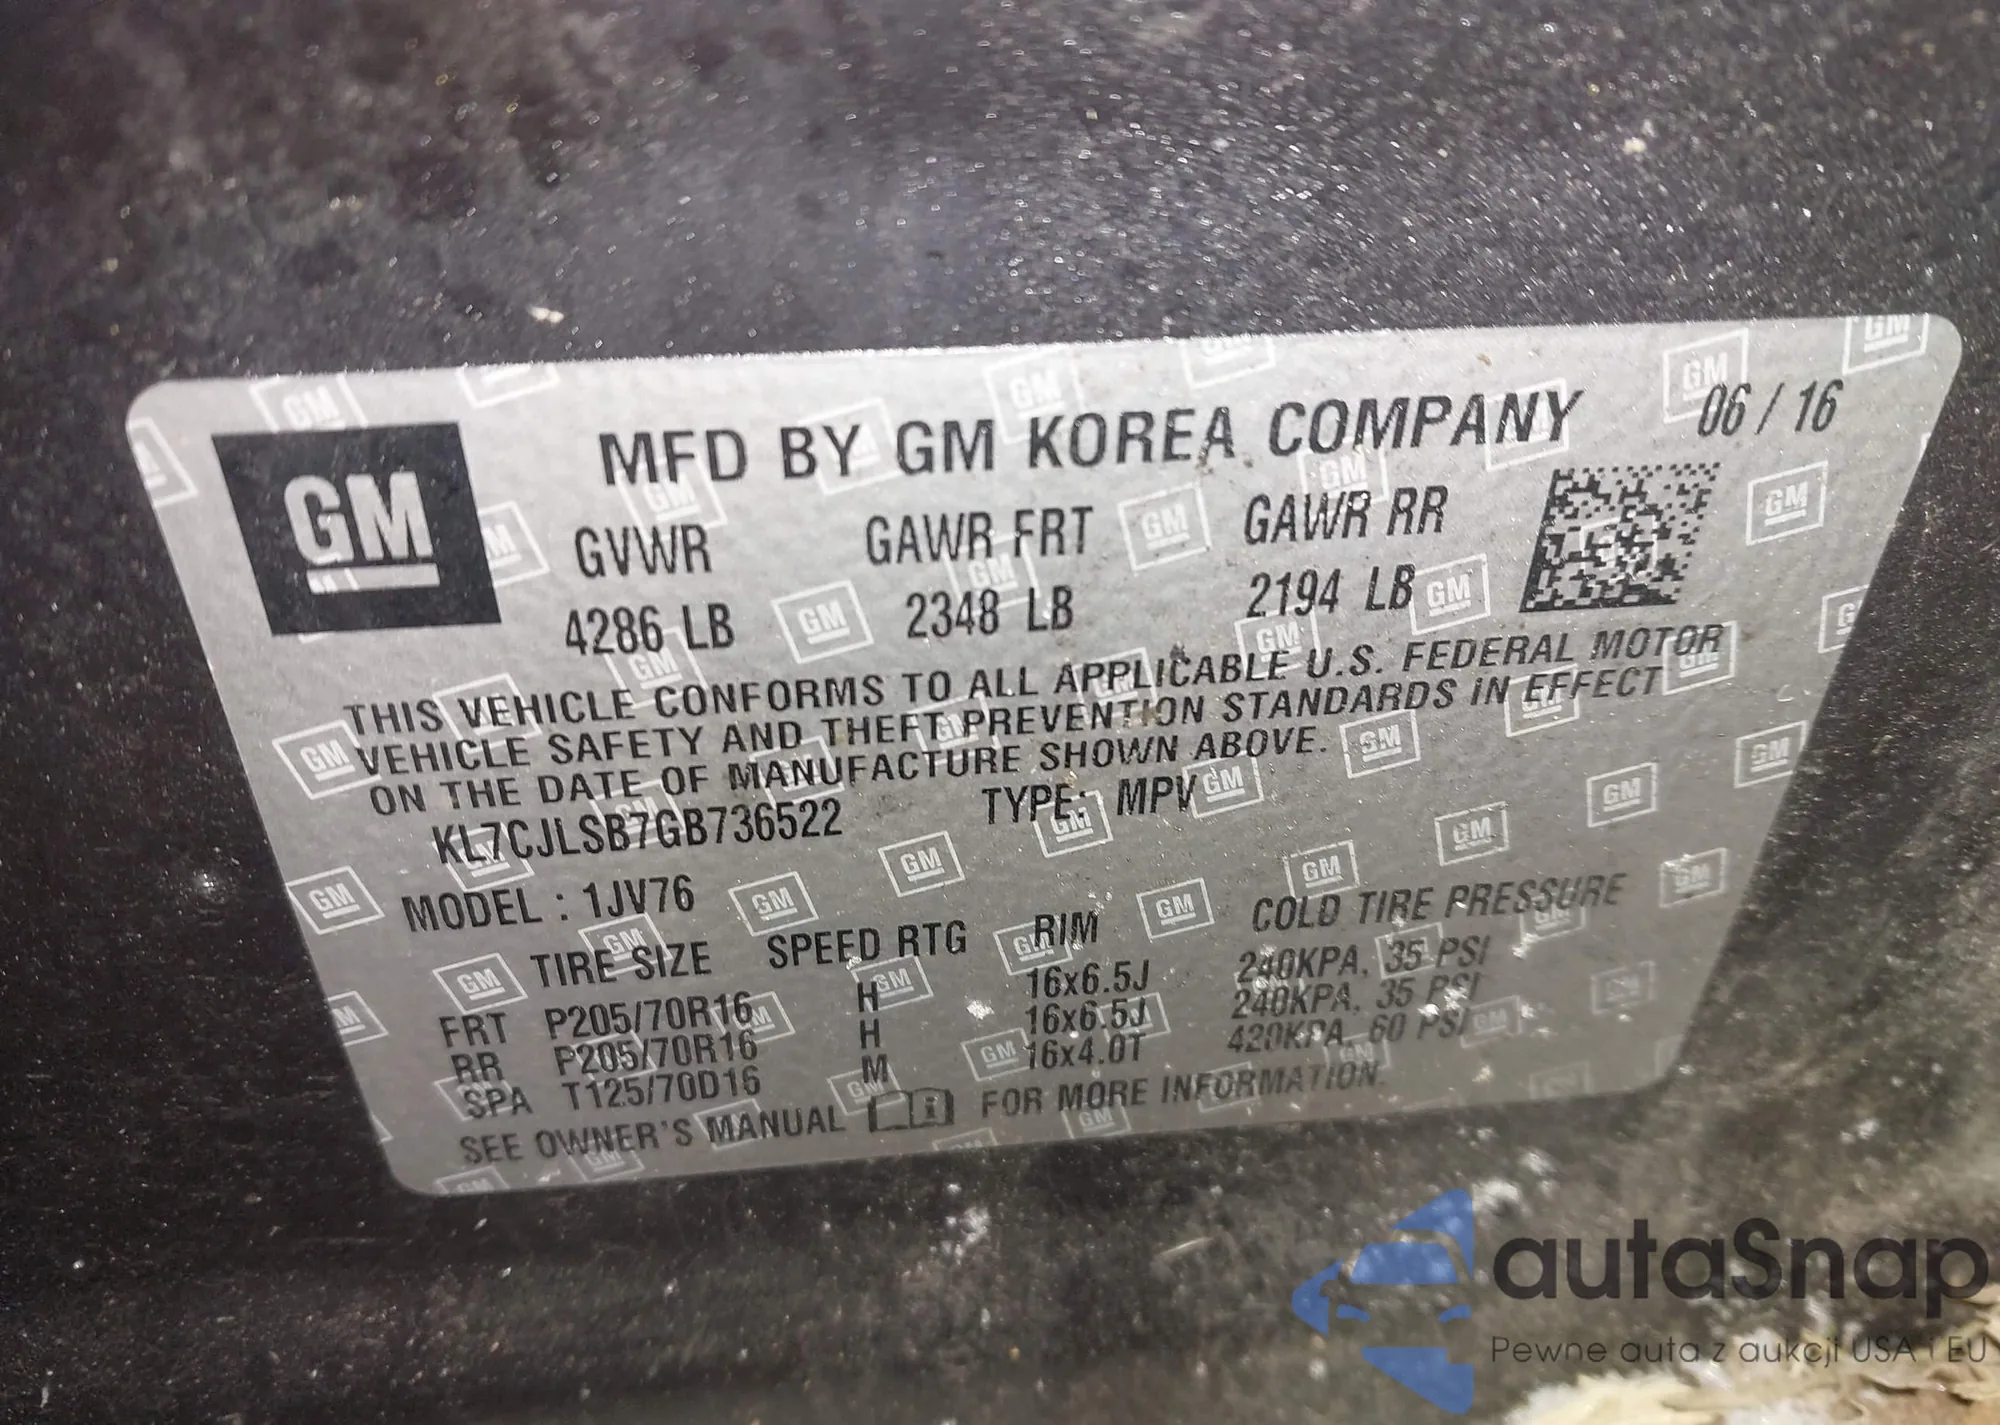 MFD BY GM KOREA COMPANY 06 / 16
GM
GVWR GAWR FRT GAWR RR
4286 LB 2348 LB 2194 LB
THIS VEHICLE CONFORMS TO ALL APPLICABLE U.S. FEDERAL MOTOR
VEHICLE SAFETY AND THEFT PREVENTION STANDARDS IN EFFECT
ON THE DATE OF MANUFACTURE SHOWN ABOVE.
KL7CJLSB7GB736522 TYPE: MPV
MODEL : 1JV76
TIRE SIZE SPEED RTG RIM COLD TIRE PRESSURE
FRT P205/70R16 H 16x6.5J 240KPA, 35 PSI
RR P205/70R16 H 16x6.5J 240KPA, 35 PSI
SPA T125/70D16 M 16x4.0T 420KPA, 60 PSI
SEE OWNER'S MANUAL FOR MORE INFORMATION.
autaSnap
Pewne auta z aukcji USA i EU